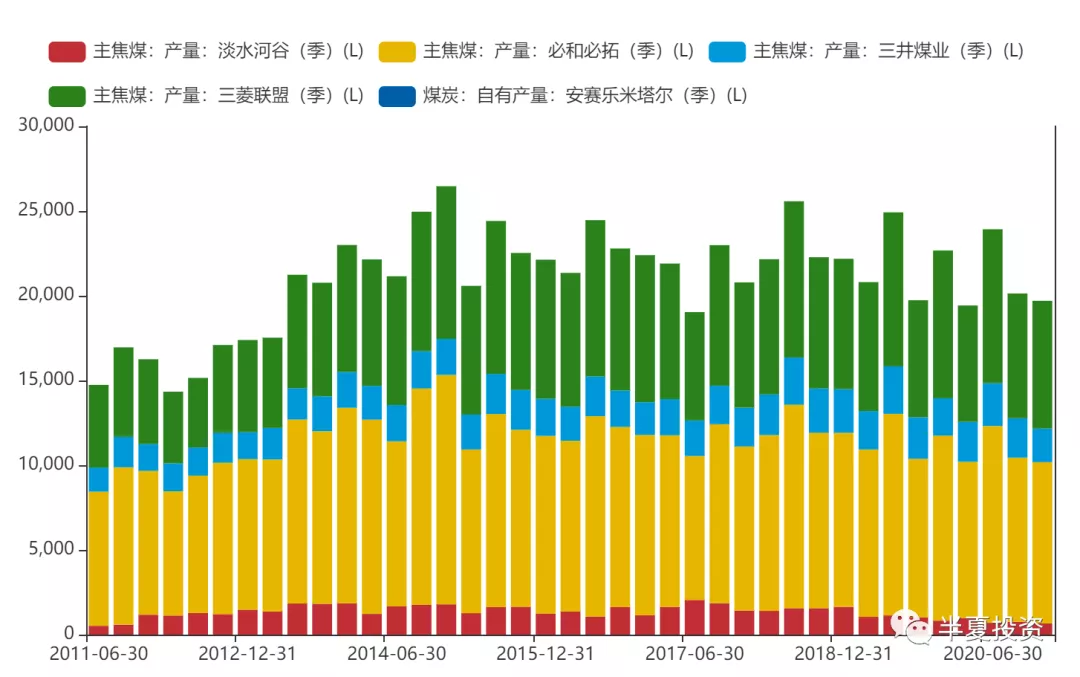 主焦煤：产量：淡水河谷（季）(L) 主焦煤：产量：必和必拓（季）(L) 主焦煤：产量：三井煤业（季）(L)
主焦煤：产量：三菱联盟（季）(L) 煤炭：自有产量：安赛乐米塔尔（季）(L)
30,000
25,000
20,000
15,000
10,000
5,000
0
2011-06-30 2012-12-31 2014-06-30 2015-12-31 2017-06-30 2018-12-31 2020-06-30
半夏投资